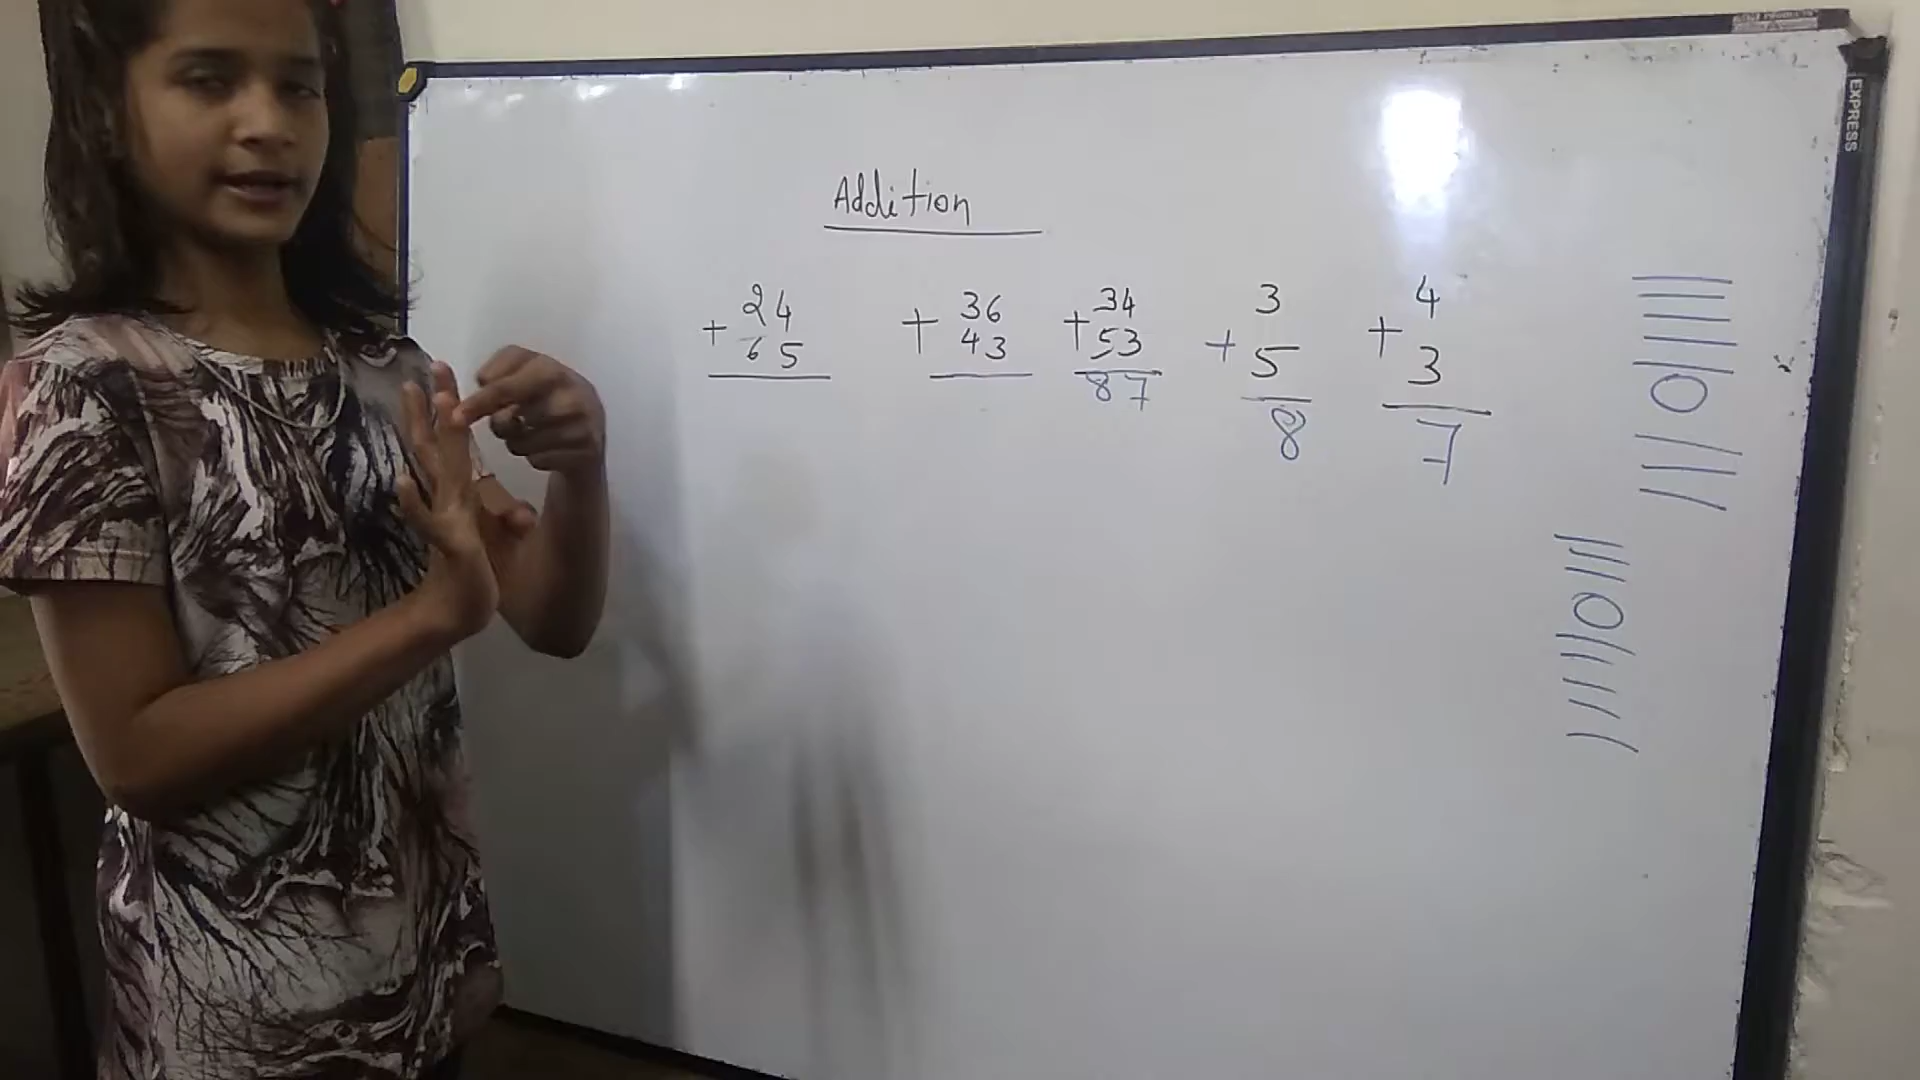 Addition
24 36 34 3 4
+ 65 + 43 + 53 + 5 + 3
87 8 7
EXPRESS